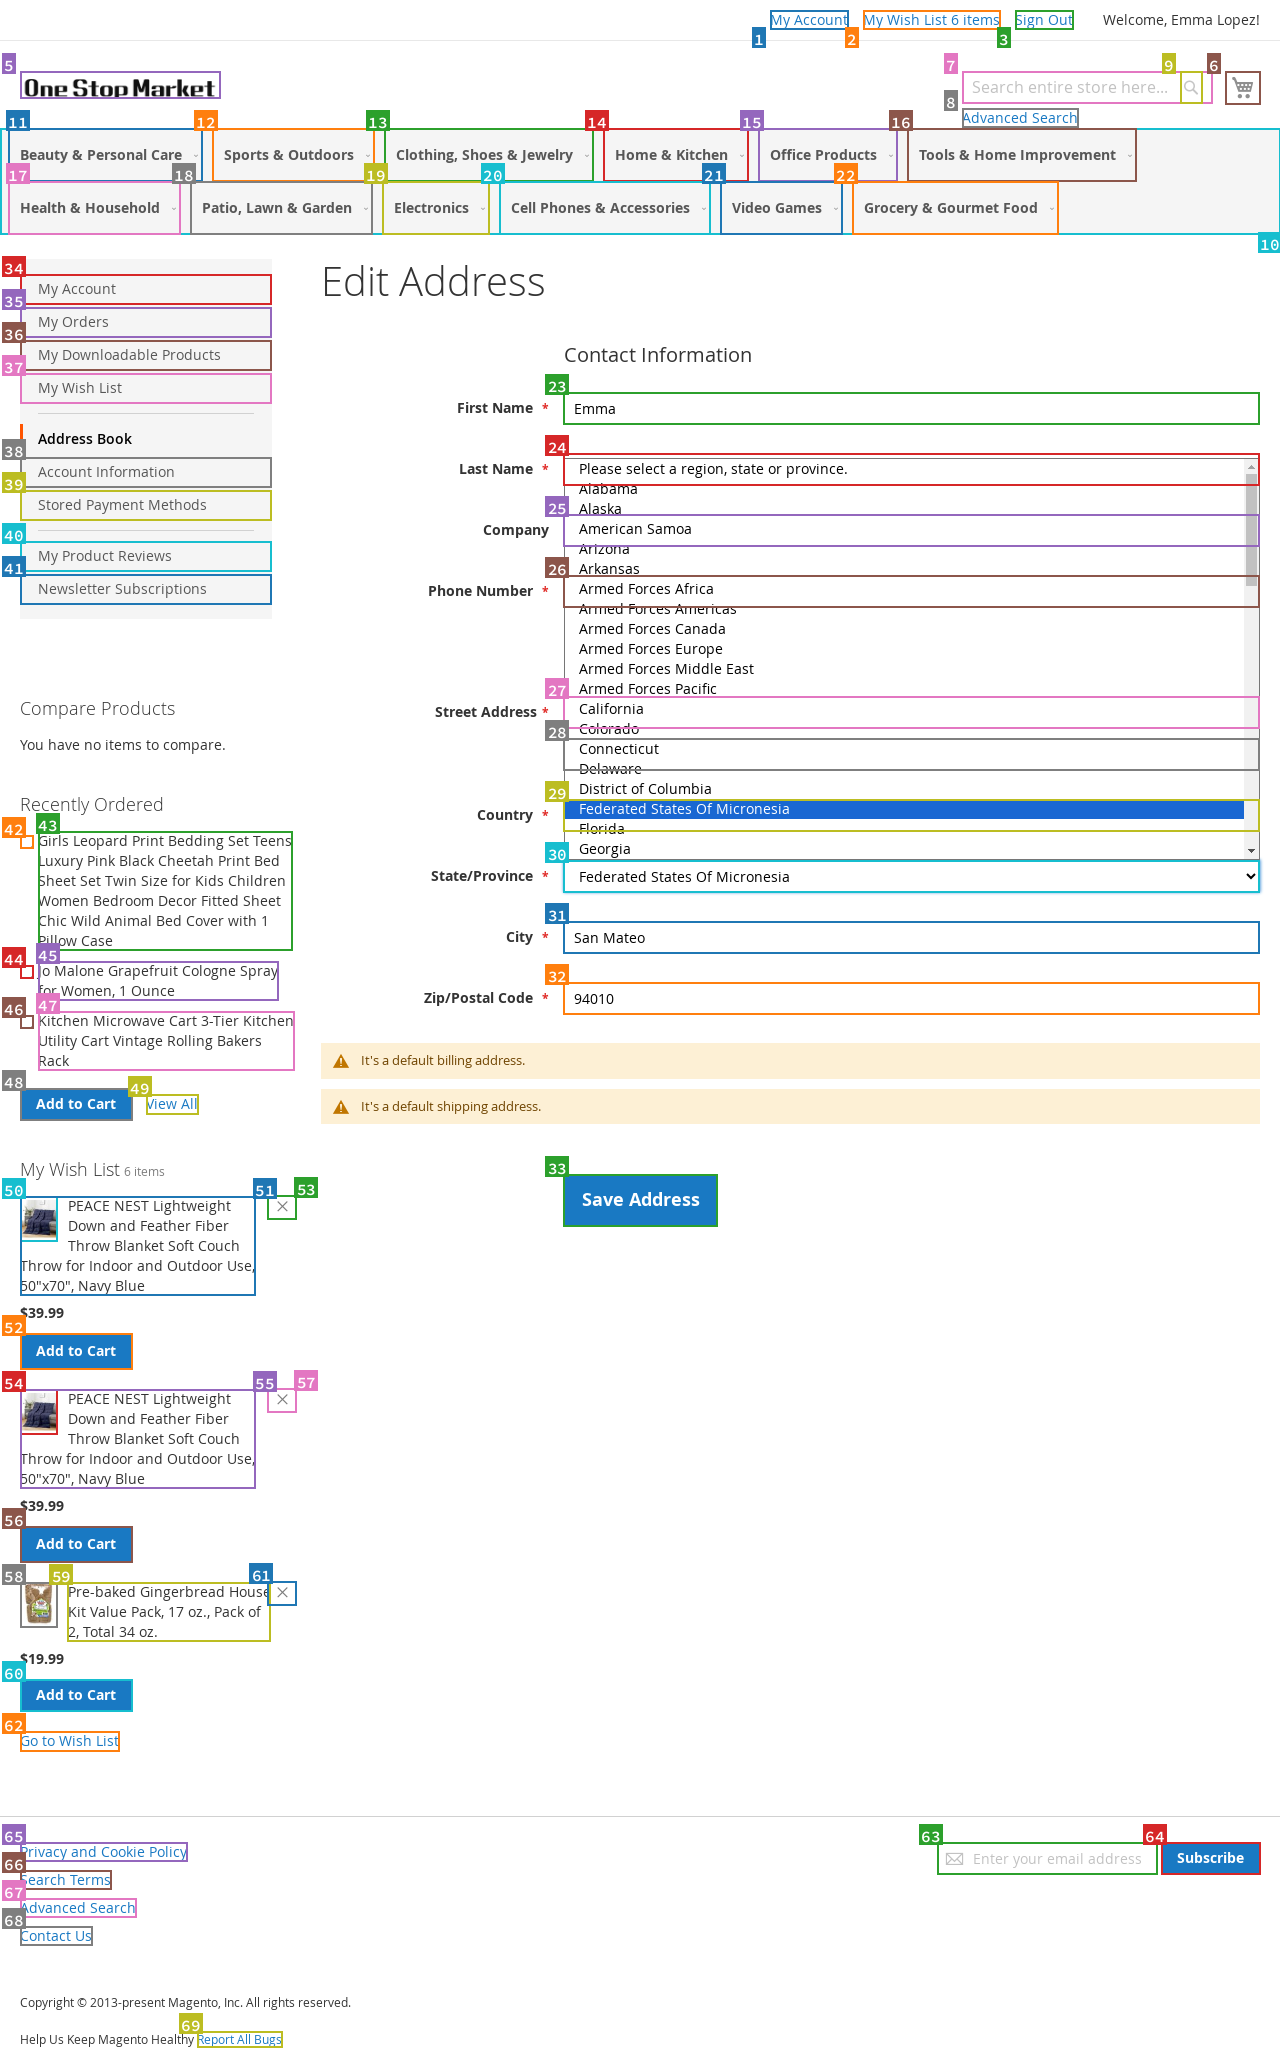 My Account
My Wish List 6 items
Sign Out
Welcome, Emma Lopez!
1
2
3
5
One Stop Market
7
9
6
Search entire store here...
8
Advanced Search
11
12
13
14
15
16
Beauty & Personal Care
Sports & Outdoors
Clothing, Shoes & Jewelry
Home & Kitchen
Office Products
Tools & Home Improvement
17
18
19
20
21
22
Health & Household
Patio, Lawn & Garden
Electronics
Cell Phones & Accessories
Video Games
Grocery & Gourmet Food
10
34
My Account
35
My Orders
36
My Downloadable Products
37
My Wish List
Address Book
38
Account Information
39
Stored Payment Methods
40
My Product Reviews
41
Newsletter Subscriptions
Edit Address
Contact Information
23
First Name *
Emma
24
Last Name *
Please select a region, state or province.
Alabama
25
Alaska
Company
American Samoa
Arizona
26
Arkansas
Phone Number *
Armed Forces Africa
Armed Forces Americas
Armed Forces Canada
Armed Forces Europe
Armed Forces Middle East
27
Armed Forces Pacific
Street Address *
California
28
Colorado
Connecticut
Delaware
29
District of Columbia
Country *
Federated States Of Micronesia
Florida
30
Georgia
State/Province *
Federated States Of Micronesia
31
City *
San Mateo
32
Zip/Postal Code *
94010
It's a default billing address.
It's a default shipping address.
33
Save Address
Compare Products
You have no items to compare.
Recently Ordered
42
43
Girls Leopard Print Bedding Set Teens
Luxury Pink Black Cheetah Print Bed
Sheet Set Twin Size for Kids Children
Women Bedroom Decor Fitted Sheet
Chic Wild Animal Bed Cover with 1
Pillow Case
44
45
Jo Malone Grapefruit Cologne Spray
for Women, 1 Ounce
46
47
Kitchen Microwave Cart 3-Tier Kitchen
Utility Cart Vintage Rolling Bakers
Rack
48
49
Add to Cart
View All
My Wish List 6 items
50
51
53
PEACE NEST Lightweight
Down and Feather Fiber
Throw Blanket Soft Couch
Throw for Indoor and Outdoor Use,
50"x70", Navy Blue
$39.99
52
Add to Cart
54
55
57
PEACE NEST Lightweight
Down and Feather Fiber
Throw Blanket Soft Couch
Throw for Indoor and Outdoor Use,
50"x70", Navy Blue
$39.99
56
Add to Cart
58
59
61
Pre-baked Gingerbread House
Kit Value Pack, 17 oz., Pack of
2, Total 34 oz.
$19.99
60
Add to Cart
62
Go to Wish List
65
Privacy and Cookie Policy
66
Search Terms
67
Advanced Search
68
Contact Us
63
64
Enter your email address
Subscribe
Copyright © 2013-present Magento, Inc. All rights reserved.
69
Help Us Keep Magento Healthy Report All Bugs